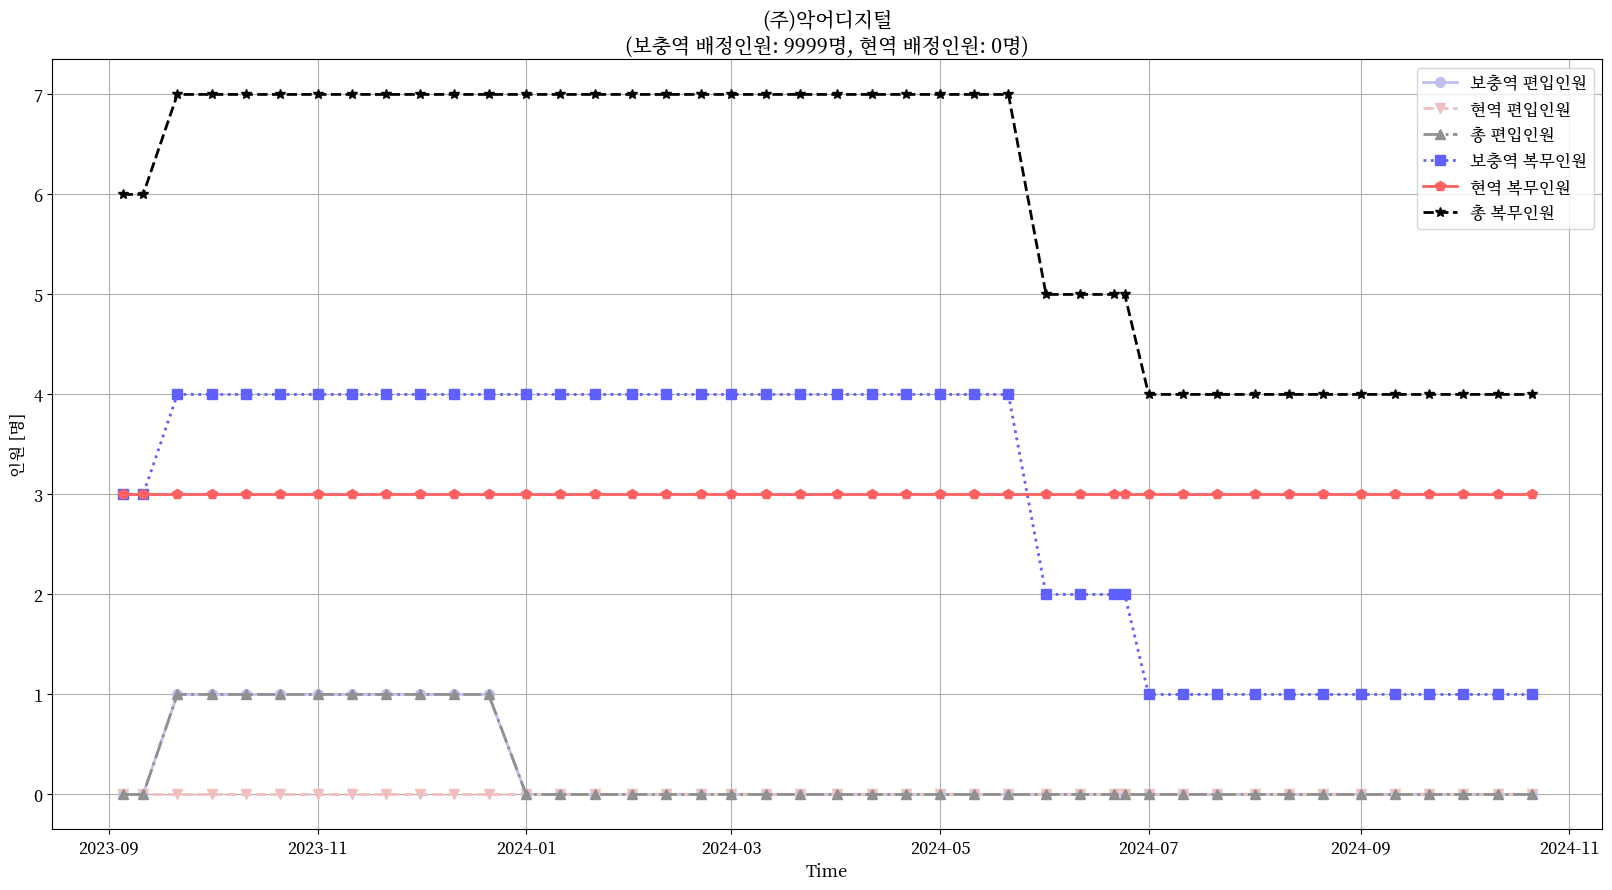 (주)악어디지털
(보충역 배정인원: 9999명, 현역 배정인원: 0명)
보충역 편입인원
현역 편입인원
총 편입인원
보충역 복무인원
현역 복무인원
총 복무인원
인원 [명]
7
6
5
4
3
2
1
0
2023-09 2023-11 2024-01 2024-03 2024-05 2024-07 2024-09 2024-11
Time